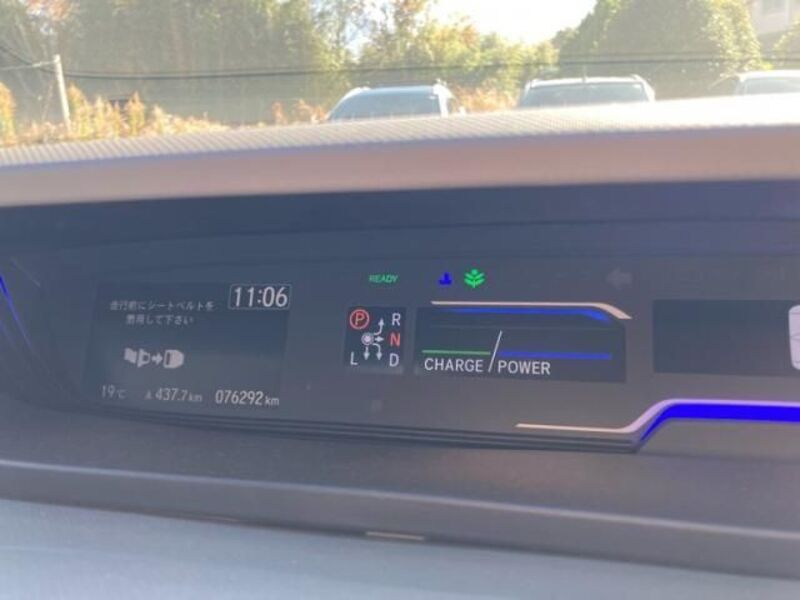 走行前にシートベルトを
着用して下さい
11:06
READY
P R
N
L D
CHARGE POWER
19℃ A 437.7km 076292km